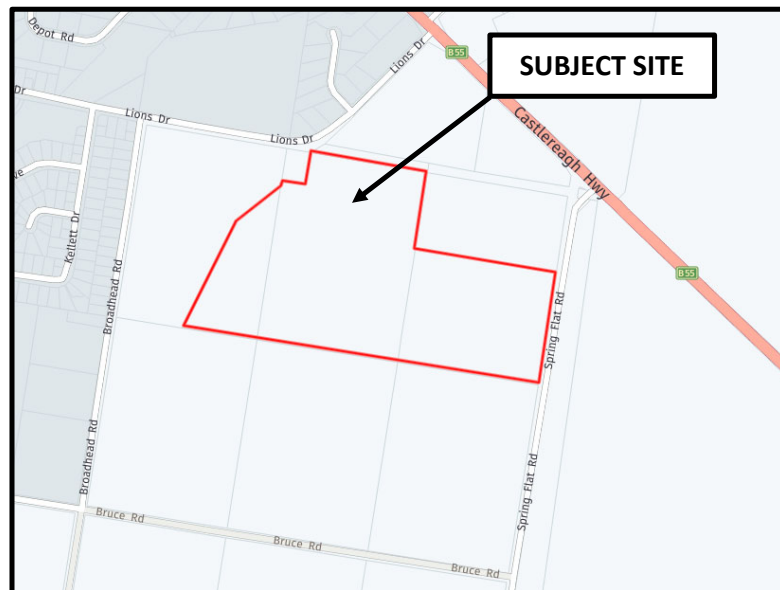 Depot Rd
Lions Dr
B55
SUBJECT SITE
Dr
Lions Dr
Lions Dr
Castlereagh Hwy
ve
Kellett Dr
Broadhead Rd
B55
Spring Flat Rd
Broadhead Rd
Spring Flat Rd
Bruce Rd
Bruce Rd
Bruce Rd